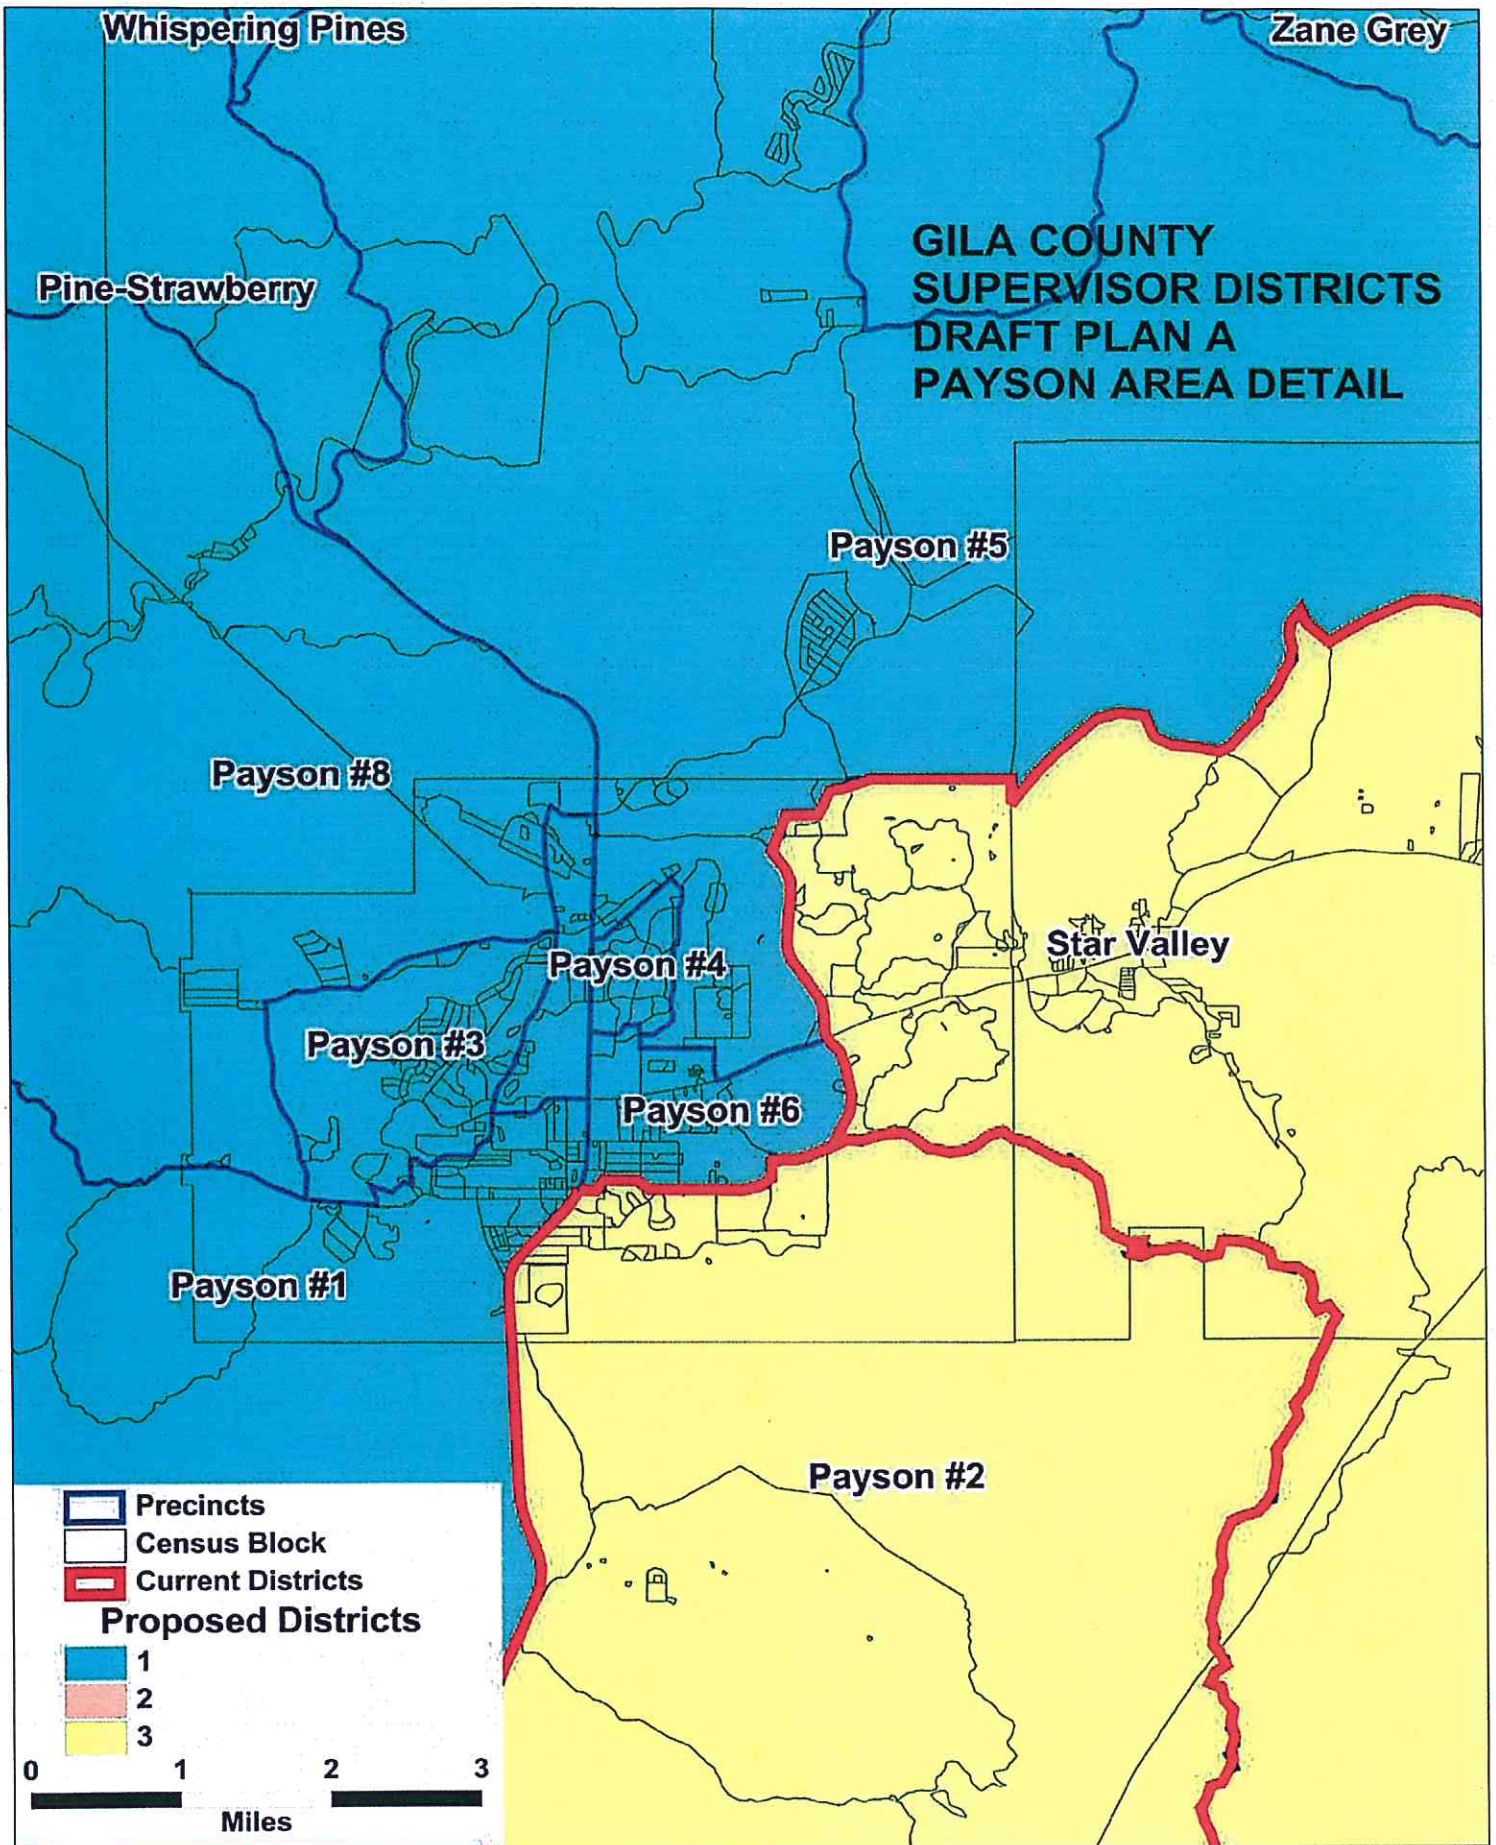 Whispering Pines
Zane Grey
GILA COUNTY
SUPERVISOR DISTRICTS
DRAFT PLAN A
PAYSON AREA DETAIL
Pine-Strawberry
Payson #5
Payson #8
Star Valley
Payson #4
Payson #3
Payson #6
Payson #1
Payson #2
Precincts
Census Block
Current Districts
Proposed Districts
1
2
3
0 1 2 3
Miles